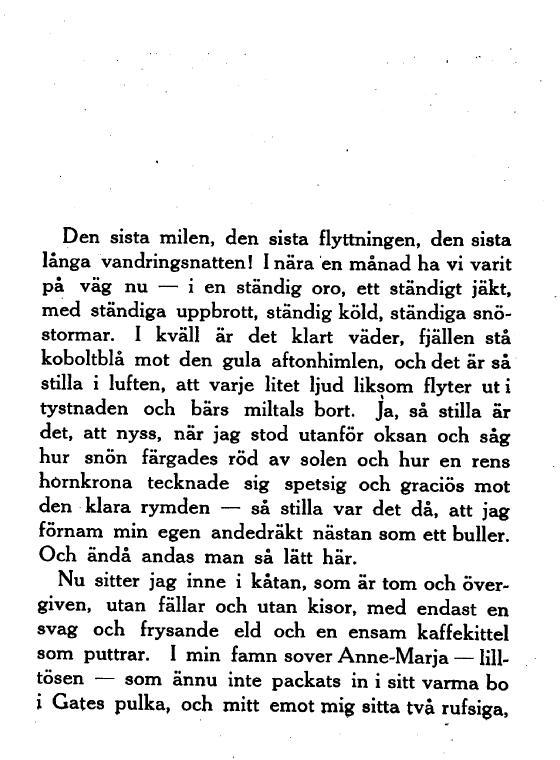 Den sista milen, den sista flyttningen, den sista
långa vandringsnatten! I nära en månad ha vi varit
på väg nu — i en ständig oro, ett ständigt jäkt,
med ständiga uppbrott, ständig köld, ständiga snö-
stormar. I kväll är det klart väder, fjällen stå
koboltblå mot den gula aftonhimlen, och det är så
stilla i luften, att varje litet ljud liksom flyter ut i
tystnaden och bärs miltals bort. Ja, så stilla är
det, att nyss, när jag stod utanför oksan och såg
hur snön färgades röd av solen och hur en rens
hornkrona tecknade sig spetsig och graciös mot
den klara rymden — så stilla var det då, att jag
förnam min egen andedräkt nästan som ett buller.
Och ändå andas man så lätt här.
Nu sitter jag inne i kåtan, som är tom och över-
given, utan fällar och utan kisor, med endast en
svag och frysande eld och en ensam kaffekittel
som puttrar. I min famn sover Anne-Marja — lill-
tösen — som ännu inte packats in i sitt varma bo
i Gates pulka, och mitt emot mig sitta två rufsiga,